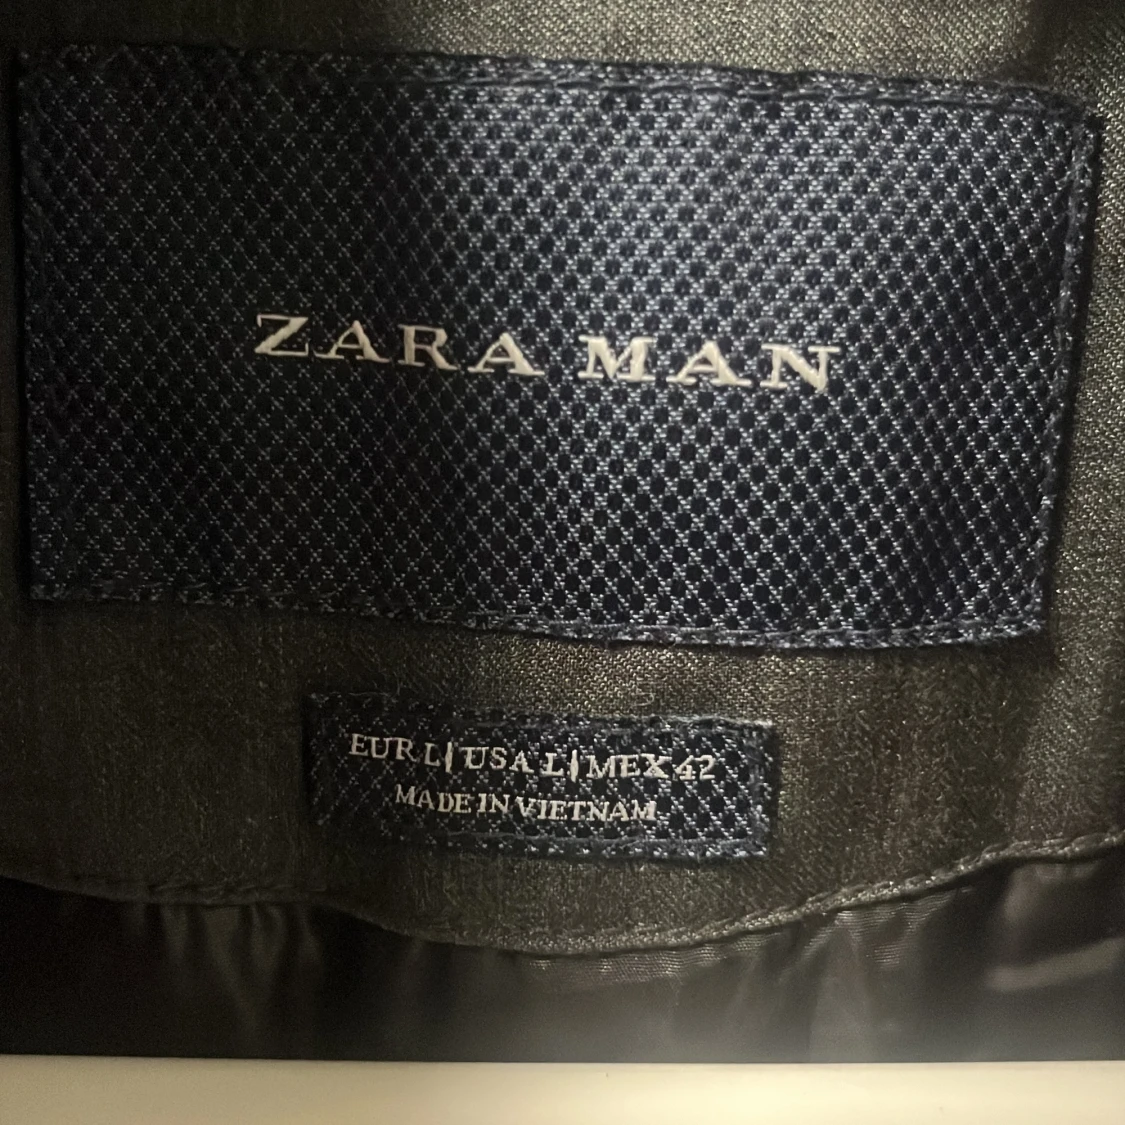 ZARA MAN
EUR L | USA L | MEX 42
MADE IN VIETNAM